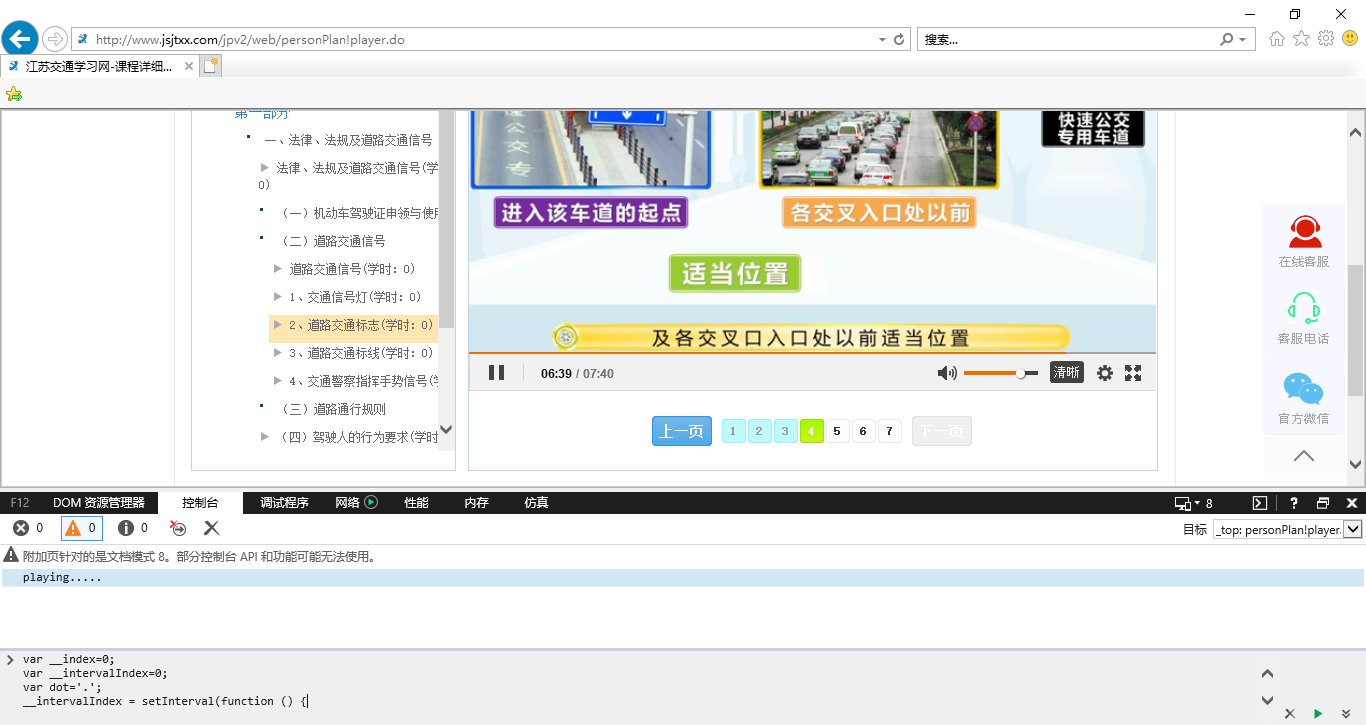 http://www.jsjtxx.com/jpv2/web/personPlan!player.do
搜索...
江苏交通学习网-课程详细...
第一部分
一、法律、法规及道路交通信号
法律、法规及道路交通信号(学
0)
（一）机动车驾驶证申领与使用
（二）道路交通信号
道路交通信号(学时：0)
1、交通信号灯(学时：0)
2、道路交通标志(学时：0)
3、道路交通标线(学时：0)
4、交通警察指挥手势信号(学
（三）道路通行规则
（四）驾驶人的行为要求(学时
公交专
快速公交
专用车道
进入该车道的起点
各交叉入口处以前
适当位置
及各交叉口入口处以前适当位置
06:39 / 07:40
清晰
上一页 1 2 3 4 5 6 7 下一页
在线客服
客服电话
官方微信
F12 DOM 资源管理器 控制台 调试程序 网络 性能 内存 仿真 8 ?
0 0 0
目标 _top: personPlan!player.
附加页针对的是文档模式 8。部分控制台 API 和功能可能无法使用。
playing.....
var __index=0;
var __intervalIndex=0;
var dot='.';
__intervalIndex = setInterval(function () {